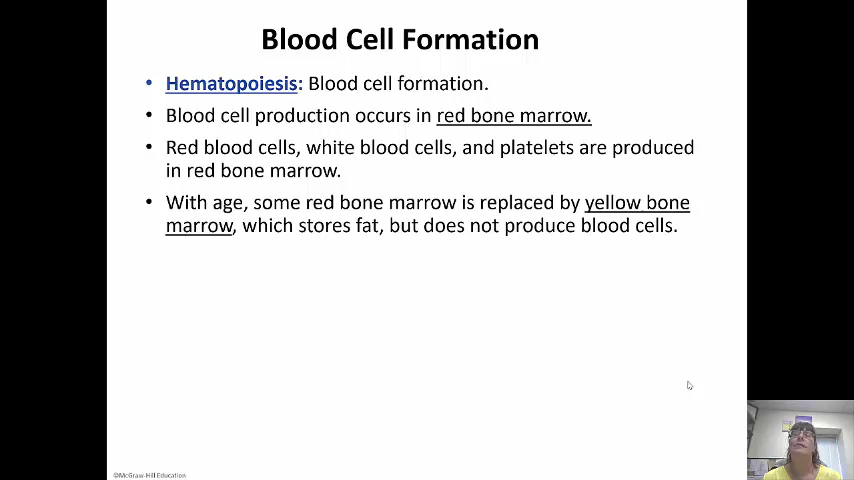 Blood Cell Formation
• Hematopoiesis: Blood cell formation.
• Blood cell production occurs in red bone marrow.
• Red blood cells, white blood cells, and platelets are produced
in red bone marrow.
• With age, some red bone marrow is replaced by yellow bone
marrow, which stores fat, but does not produce blood cells.
©McGraw-Hill Education